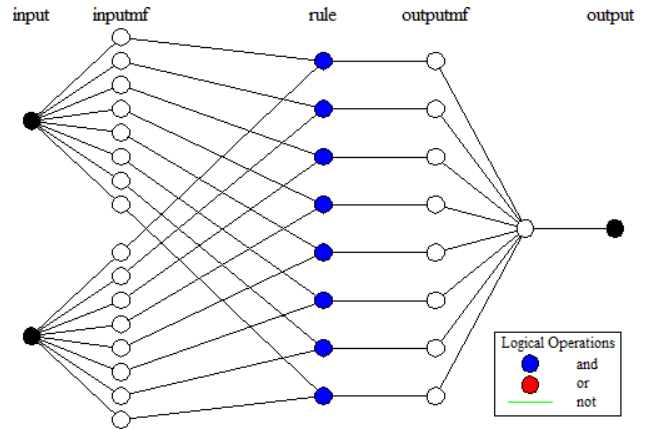 input inputmf rule outputmf output
Logical Operations
and
or
not